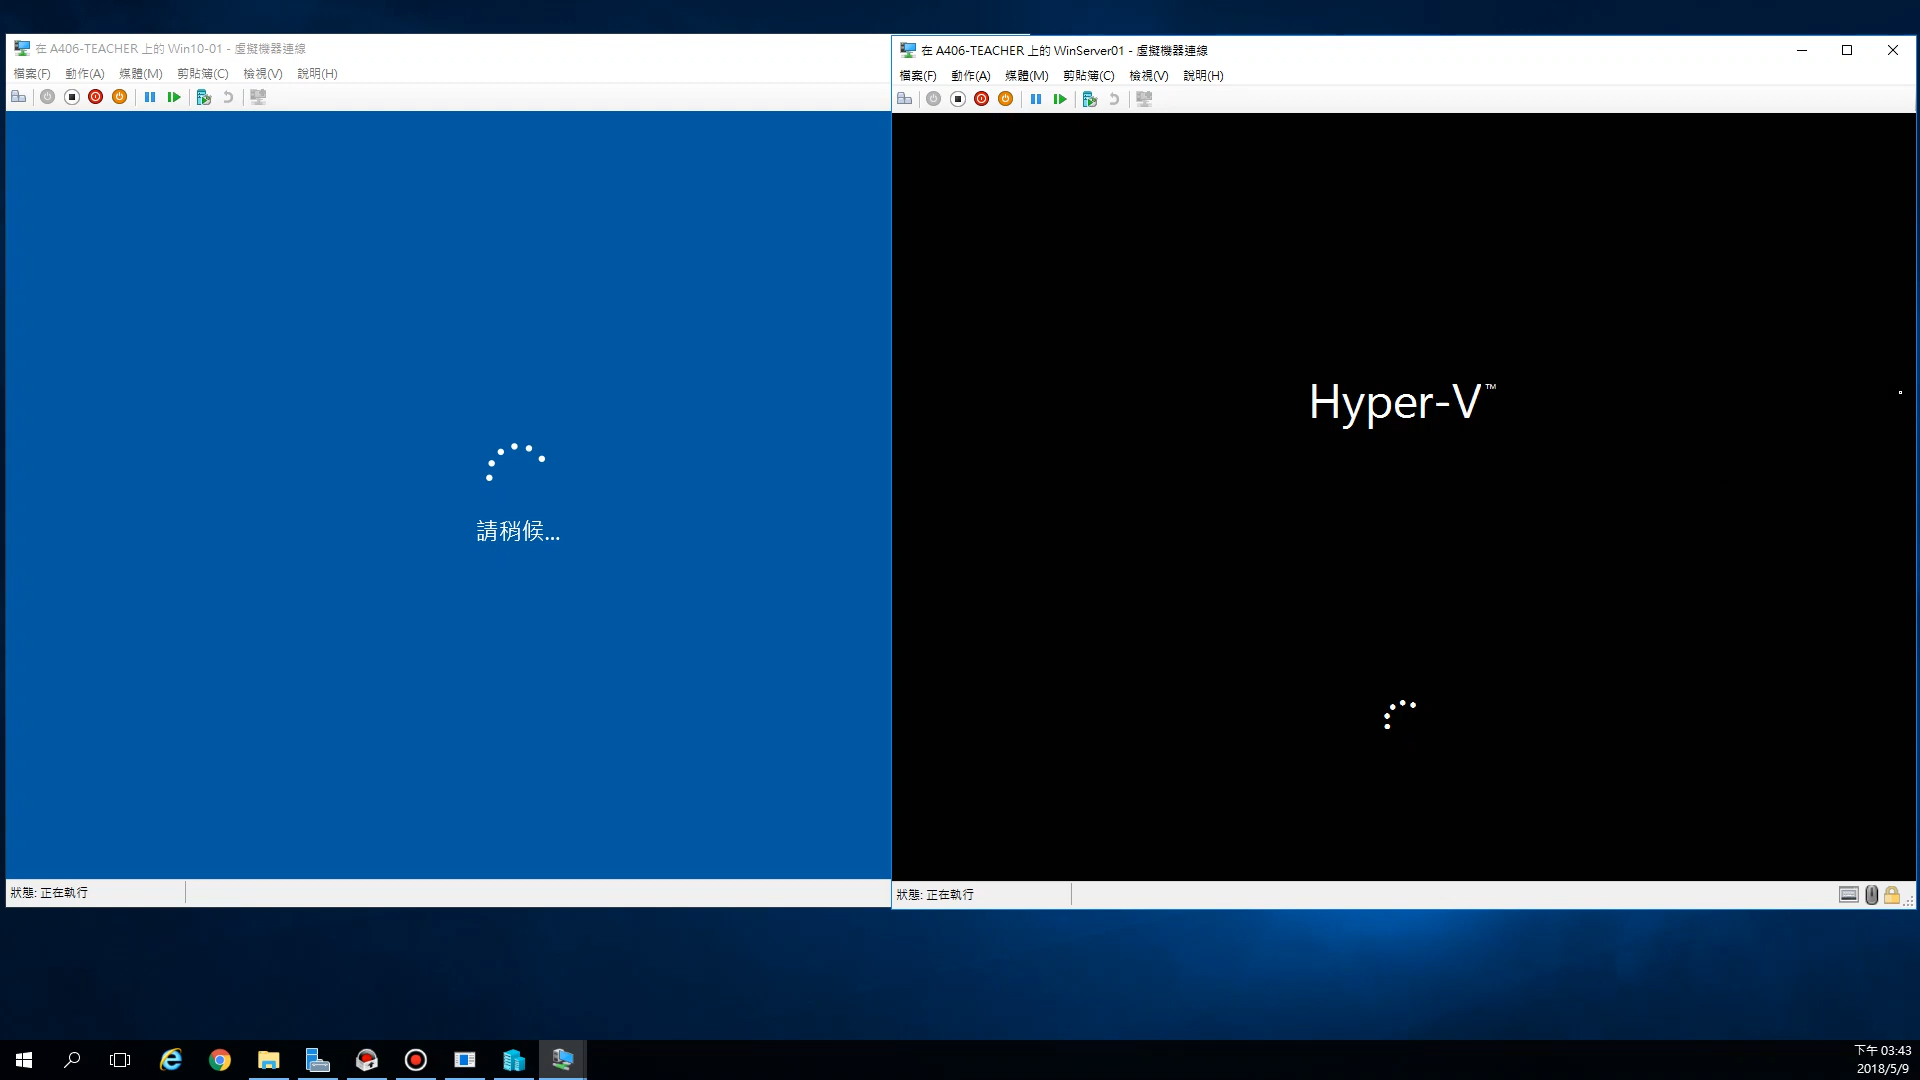 在 A406-TEACHER 上的 Win10-01 - 虛擬機器連線
檔案(F) 動作(A) 媒體(M) 剪貼簿(C) 檢視(V) 說明(H)
請稍候...
狀態: 正在執行
在 A406-TEACHER 上的 WinServer01 - 虛擬機器連線
檔案(F) 動作(A) 媒體(M) 剪貼簿(C) 檢視(V) 說明(H)
Hyper-V™
狀態: 正在執行
下午 03:43
2018/5/9